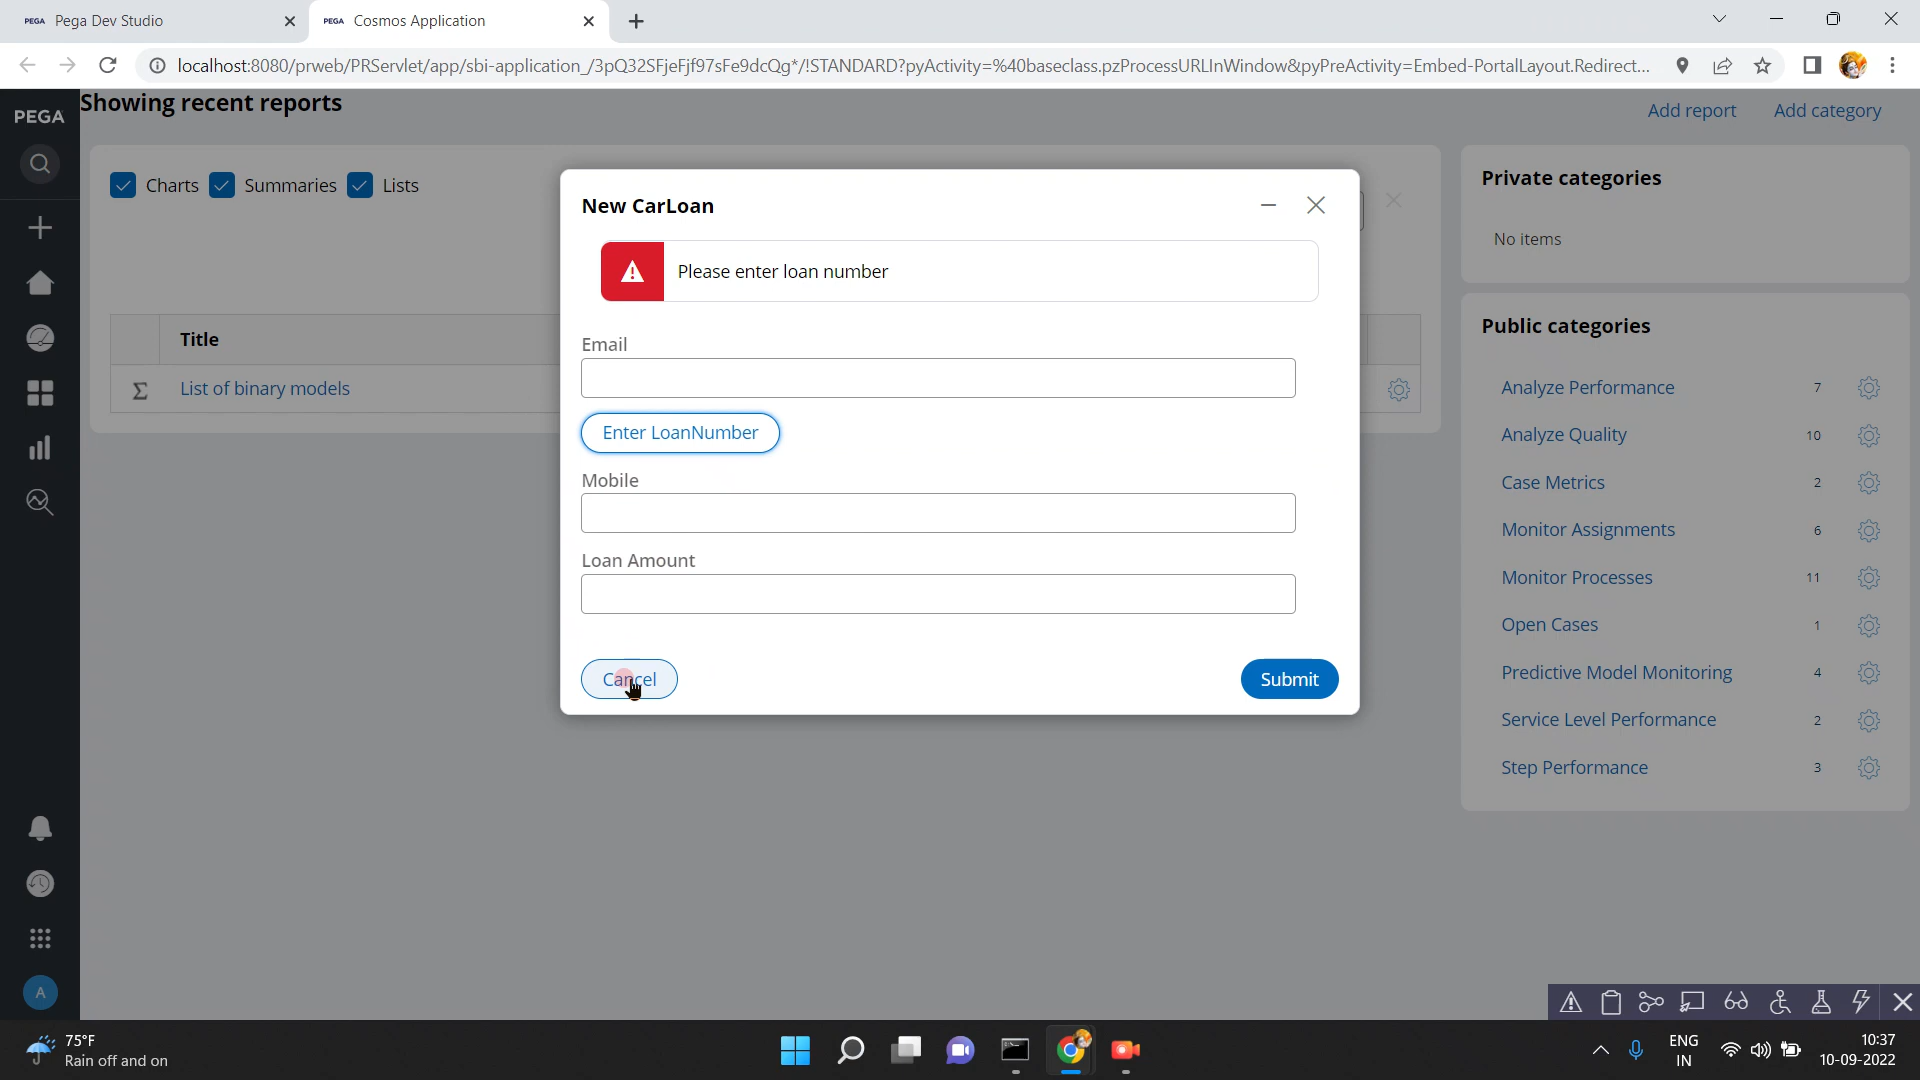 PEGA Pega Dev Studio
PEGA Cosmos Application
localhost:8080/prweb/PRServlet/app/sbi-application_/3pQ32SFjeFjf97sFe9dcQg*/!STANDARD?pyActivity=%40baseclass.pzProcessURLInWindow&pyPreActivity=Embed-PortalLayout.Redirect...
PEGA
Showing recent reports
Add report
Add category
Charts
Summaries
Lists
Title
List of binary models
New CarLoan
Please enter loan number
Email
Enter LoanNumber
Mobile
Loan Amount
Cancel
Submit
Private categories
No items
Public categories
Analyze Performance 7
Analyze Quality 10
Case Metrics 2
Monitor Assignments 6
Monitor Processes 11
Open Cases 1
Predictive Model Monitoring 4
Service Level Performance 2
Step Performance 3
A
75°F
Rain off and on
ENG
IN
10:37
10-09-2022